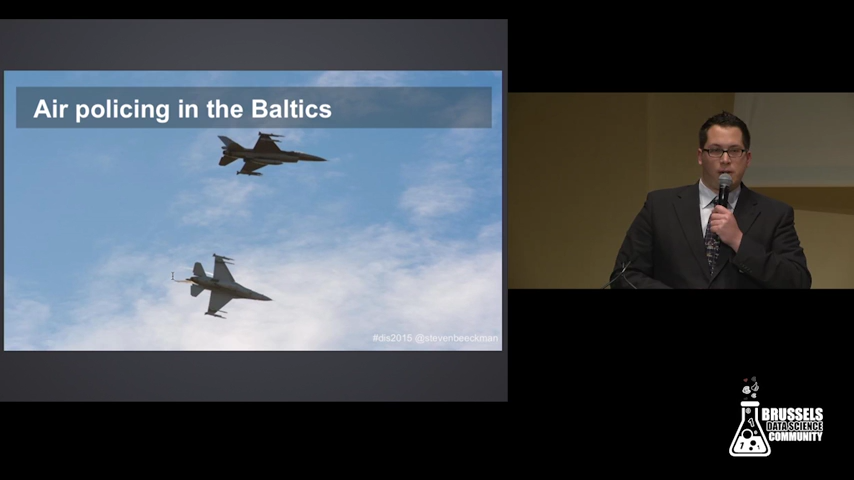 Air policing in the Baltics
#dis2015 @stevenbeeckman
BRUSSELS
DATA SCIENCE
COMMUNITY